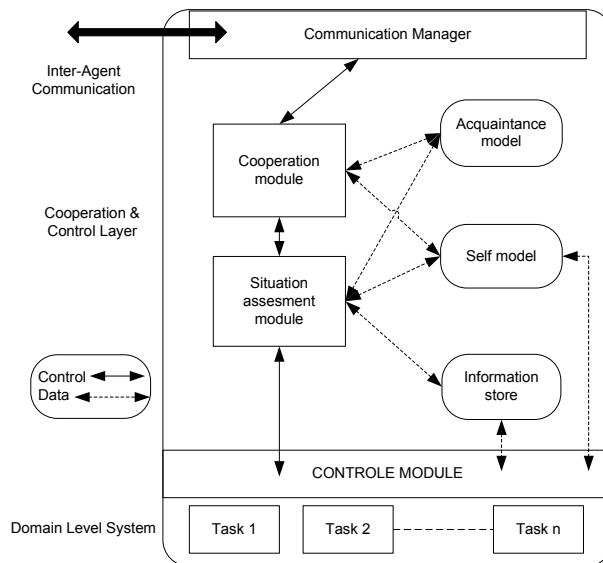 Communication Manager
Inter-Agent
Communication
Acquaintance
model
Cooperation
module
Cooperation &
Control Layer
Self model
Situation
assesment
module
Control
Data
Information
store
CONTROLE MODULE
Domain Level System
Task 1
Task 2
Task n